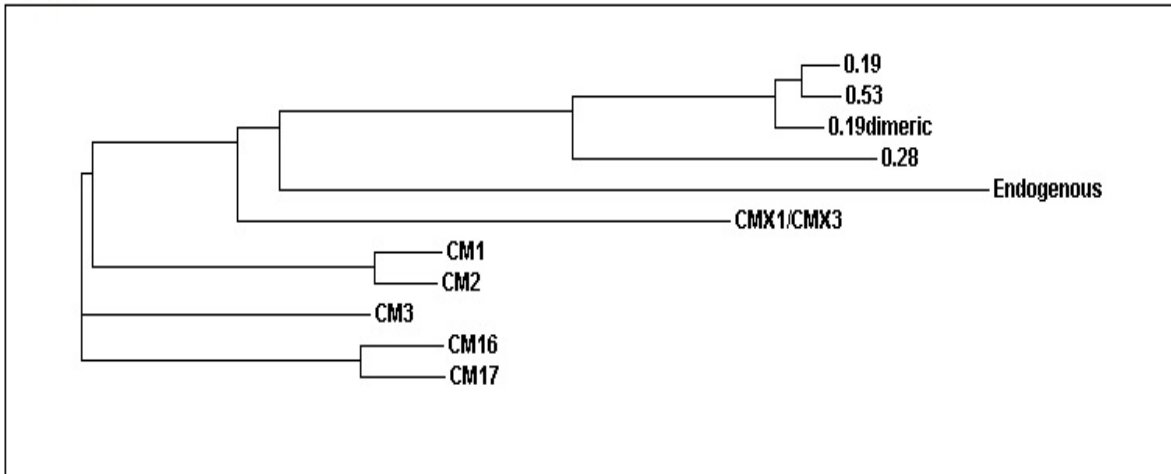 0.19
0.53
0.19dimeric
0.28
Endogenous
CMX1/CMX3
CM1
CM2
CM3
CM16
CM17